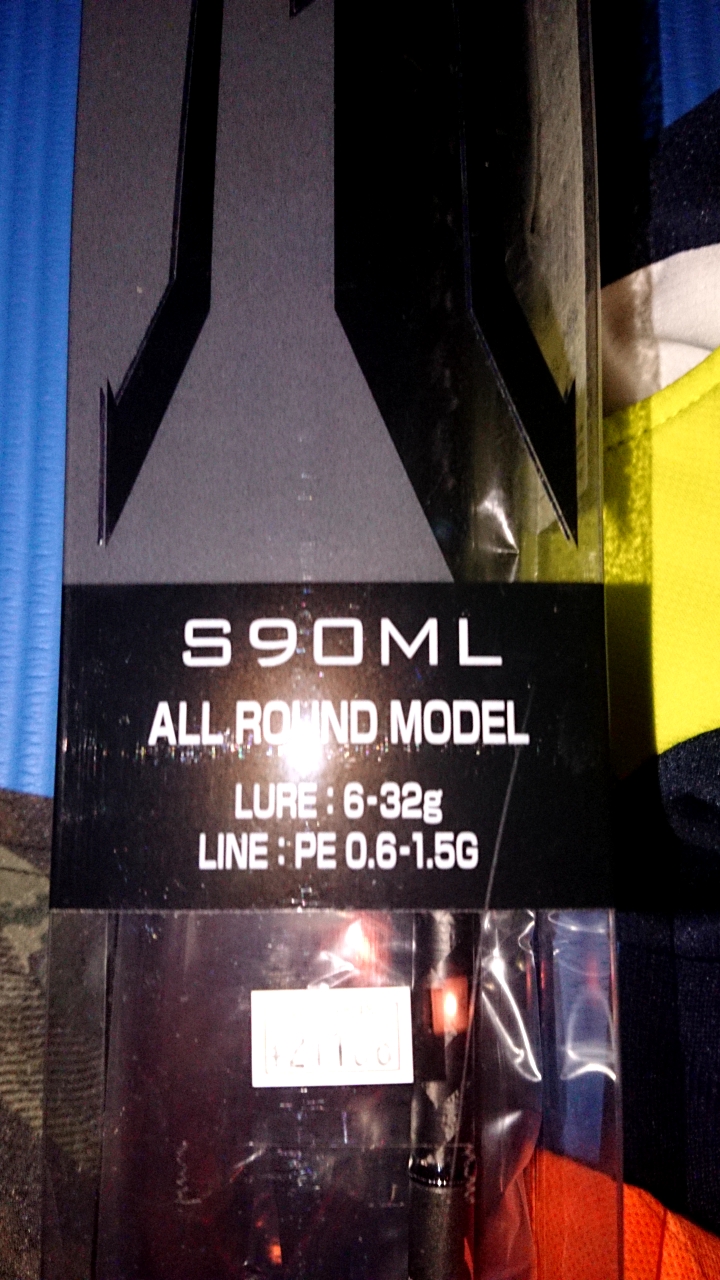 S90ML
ALL ROUND MODEL
LURE : 6-32g
LINE : PE 0.6-1.5G